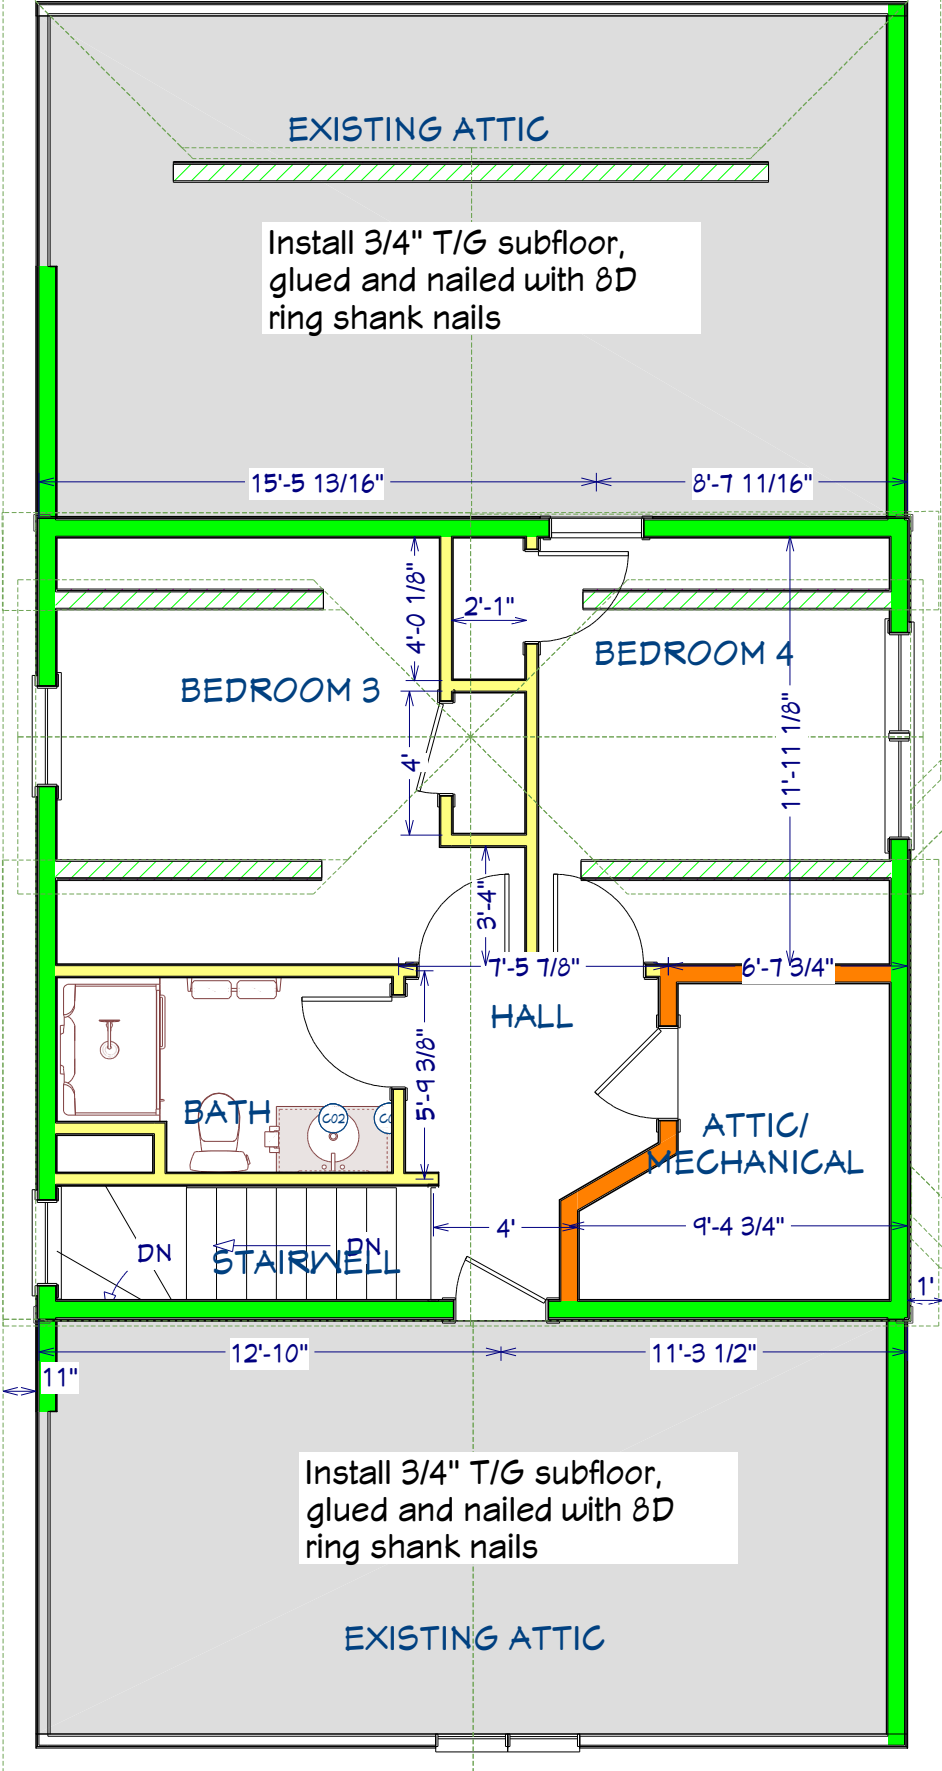 EXISTING ATTIC
Install 3/4" T/G subfloor,
glued and nailed with 8D
ring shank nails
15'-5 13/16"
8'-7 11/16"
4'-0 1/8"
2'-1"
BEDROOM 4
BEDROOM 3
11'-11 1/8"
4'
3'-4"
7'-5 7/8"
6'-7 3/4"
HALL
5'-9 3/8"
BATH
C02
C0
ATTIC/
MECHANICAL
4'
9'-4 3/4"
DN
DN
STAIRWELL
1'
12'-10"
11'-3 1/2"
11"
Install 3/4" T/G subfloor,
glued and nailed with 8D
ring shank nails
EXISTING ATTIC